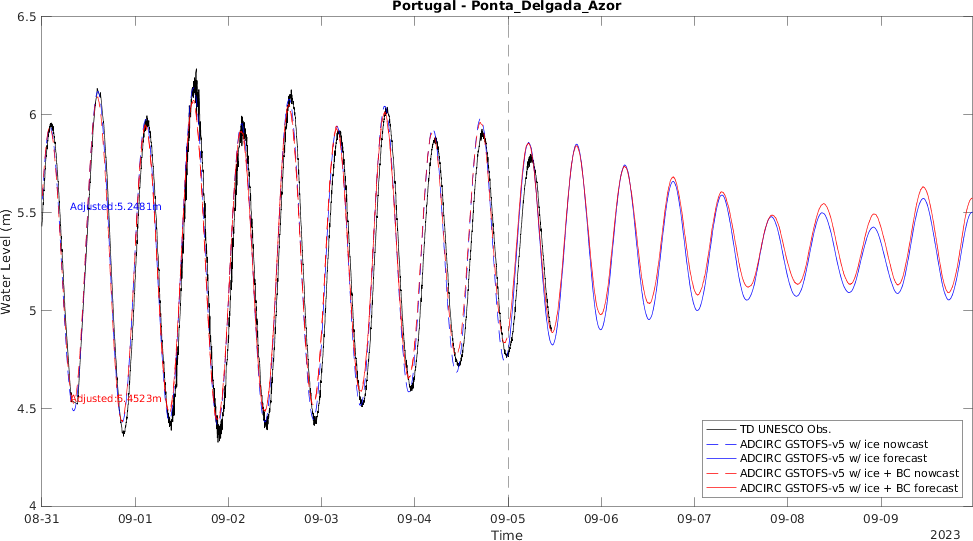 Portugal - Ponta_Delgada_Azor
6.5
6
5.5
5
4.5
4
Water Level (m)
Adjusted:5.2481m
Adjusted:5.4523m
TD UNESCO Obs.
ADCIRC GSTOFS-v5 w/ ice nowcast
ADCIRC GSTOFS-v5 w/ ice forecast
ADCIRC GSTOFS-v5 w/ ice + BC nowcast
ADCIRC GSTOFS-v5 w/ ice + BC forecast
08-31 09-01 09-02 09-03 09-04 09-05 09-06 09-07 09-08 09-09
Time
2023